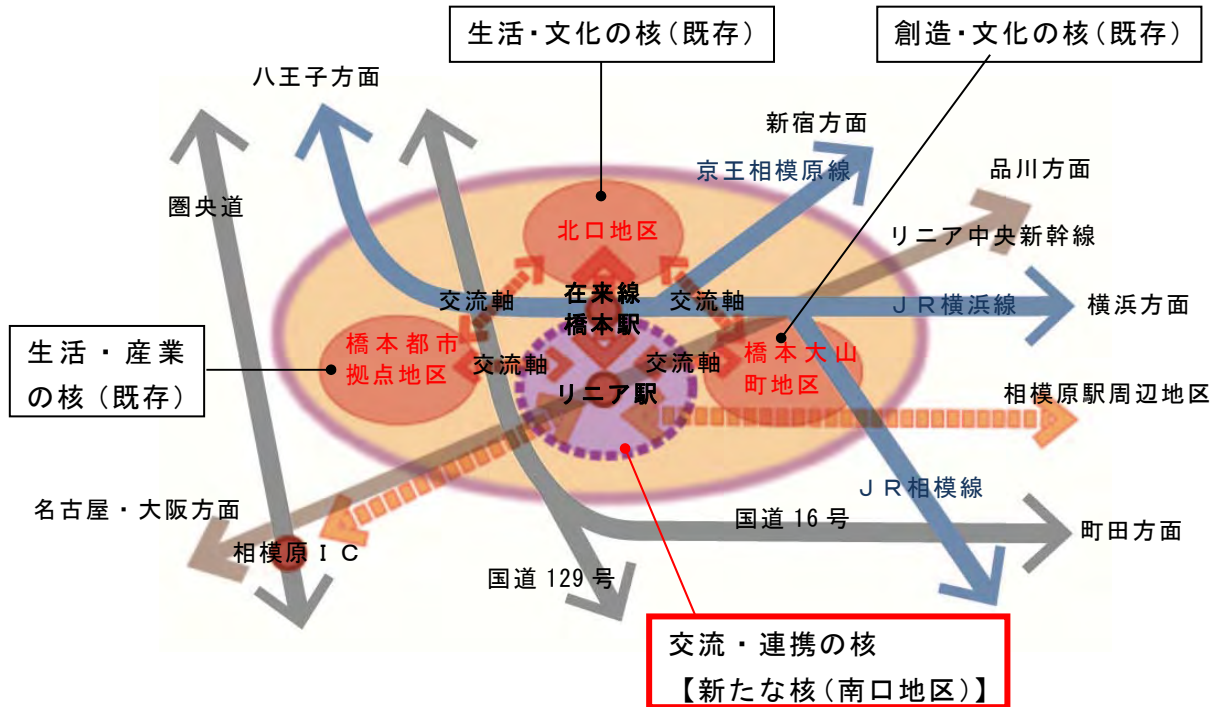 生活・文化の核(既存)
創造・文化の核(既存)
八王子方面
新宿方面
京王相模原線
品川方面
圏央道
北口地区
リニア中央新幹線
交流軸
在来線
橋本駅
交流軸
JR横浜線
横浜方面
生活・産業
の核(既存)
橋本都市
拠点地区
交流軸
交流軸
橋本大山
町地区
リニア駅
相模原駅周辺地区
JR相模線
名古屋・大阪方面
国道16号
町田方面
相模原IC
国道129号
交流・連携の核
【新たな核(南口地区)】